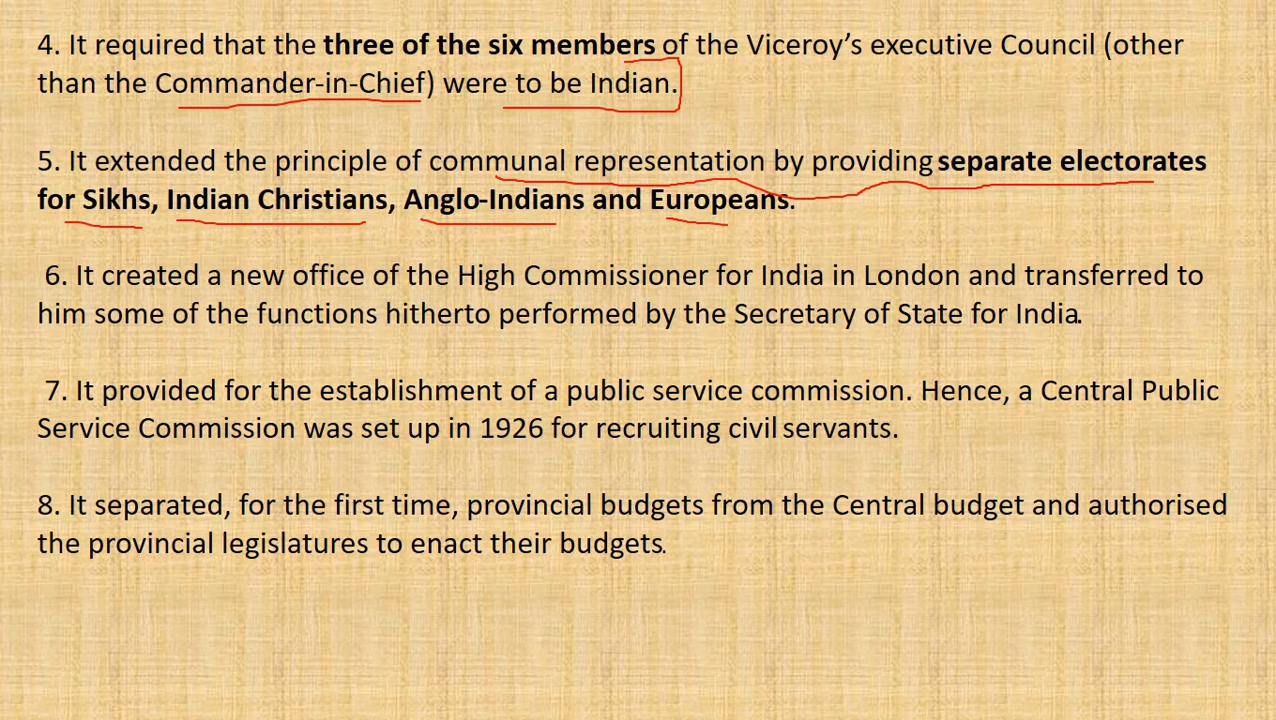 4. It required that the three of the six members of the Viceroy’s executive Council (other
than the Commander-in-Chief) were to be Indian.
5. It extended the principle of communal representation by providing separate electorates
for Sikhs, Indian Christians, Anglo-Indians and Europeans.
6. It created a new office of the High Commissioner for India in London and transferred to
him some of the functions hitherto performed by the Secretary of State for India.
7. It provided for the establishment of a public service commission. Hence, a Central Public
Service Commission was set up in 1926 for recruiting civil servants.
8. It separated, for the first time, provincial budgets from the Central budget and authorised
the provincial legislatures to enact their budgets.